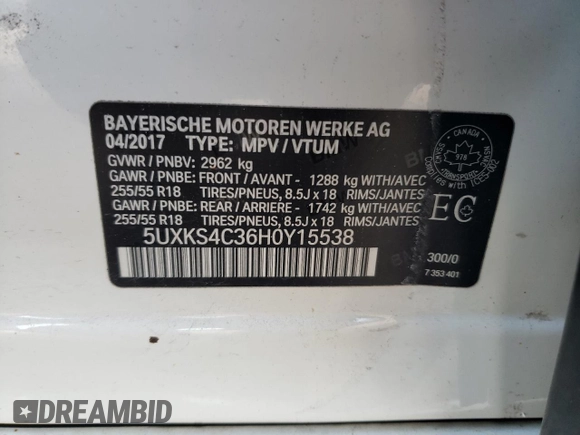 BAYERISCHE MOTOREN WERKE AG
04/2017 TYPE: MPV / VTUM
GVWR / PNBV: 2962 kg
GAWR / PNBE: FRONT / AVANT - 1288 kg WITH/AVEC
255/55 R18 TIRES/PNEUS, 8.5J x 18 RIMS/JANTES
GAWR / PNBE: REAR / ARRIERE - 1742 kg WITH/AVEC
255/55 R18 TIRES/PNEUS, 8.5J x 18 RIMS/JANTES
5UXKS4C36H0Y15538
CANADA
978
TRANSPORT
EC
300/0
7 353 401
DREAMBID